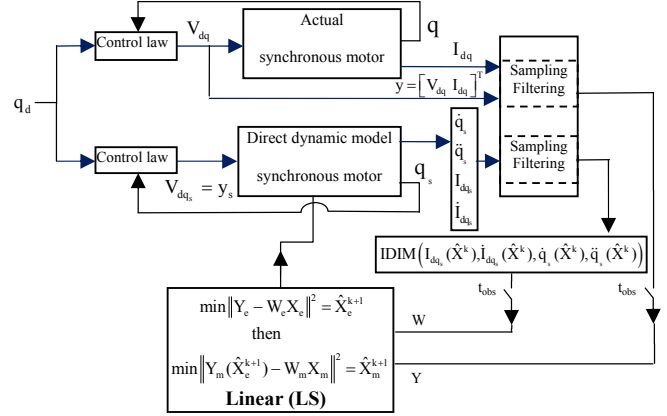 Actual
synchronous motor
q
Control law
V_dq
I_dq
y = [V_dq I_dq]^T
Sampling
Filtering
q_d
Control law
V_dq_s = y_s
Direct dynamic model
synchronous motor
q_s
q̇_s
q̈_s
I_dq_s
İ_dq_s
Sampling
Filtering
IDIM(I_dq_s(X̂^k), İ_dq_s(X̂^k), q̇_s(X̂^k), q̈_s(X̂^k))
t_obs
t_obs
min‖Y_e − W_e X_e‖² = X̂_e^{k+1}
then
min‖Y_m(X̂_e^{k+1}) − W_m X_m‖² = X̂_m^{k+1}
Linear (LS)
W
Y